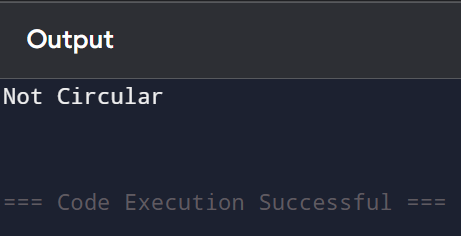 Output
Not Circular
=== Code Execution Successful ===